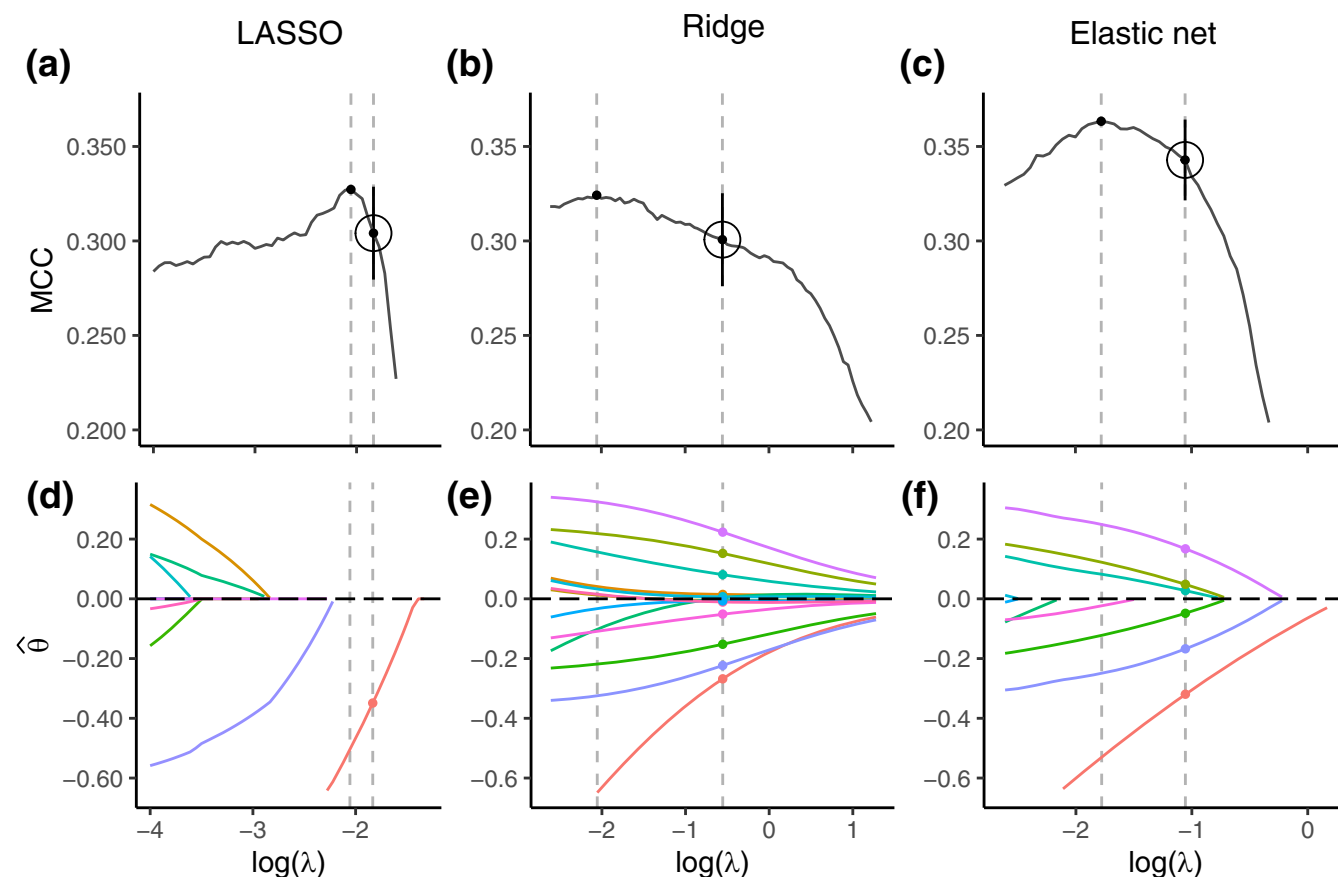 LASSO
Ridge
Elastic net
(a)
(b)
(c)
MCC
0.350
0.300
0.250
0.200
0.35
0.30
0.25
0.20
0.35
0.30
0.25
0.20
(d)
(e)
(f)
θ̂
0.20
0.00
−0.20
−0.40
−0.60
0.2
0.0
−0.2
−0.4
−0.6
0.2
0.0
−0.2
−0.4
−0.6
−4 −3 −2
−2 −1 0 1
−2 −1 0
log(λ)
log(λ)
log(λ)